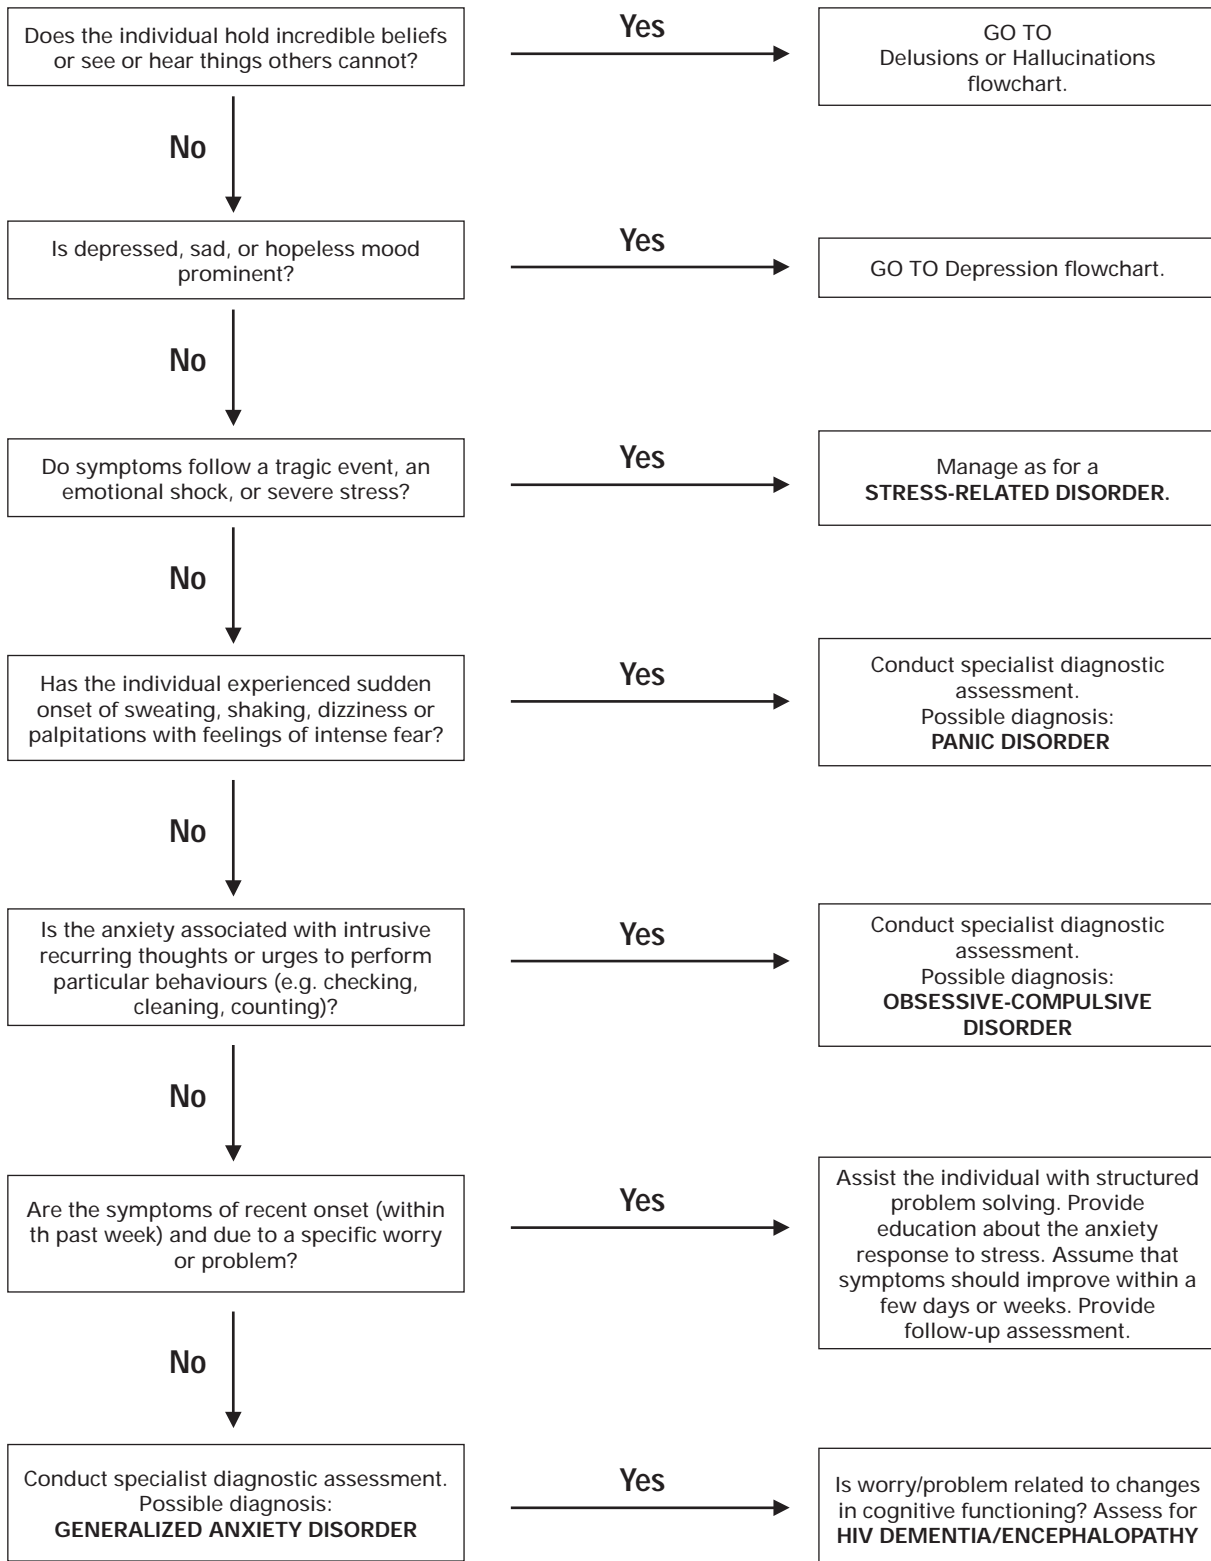 Does the individual hold incredible beliefs
or see or hear things others cannot?
Yes
GO TO
Delusions or Hallucinations
flowchart.
No
Is depressed, sad, or hopeless mood
prominent?
Yes
GO TO Depression flowchart.
No
Do symptoms follow a tragic event, an
emotional shock, or severe stress?
Yes
Manage as for a
STRESS-RELATED DISORDER.
No
Has the individual experienced sudden
onset of sweating, shaking, dizziness or
palpitations with feelings of intense fear?
Yes
Conduct specialist diagnostic
assessment.
Possible diagnosis:
PANIC DISORDER
No
Is the anxiety associated with intrusive
recurring thoughts or urges to perform
particular behaviours (e.g. checking,
cleaning, counting)?
Yes
Conduct specialist diagnostic
assessment.
Possible diagnosis:
OBSESSIVE-COMPULSIVE
DISORDER
No
Are the symptoms of recent onset (within
th past week) and due to a specific worry
or problem?
Yes
Assist the individual with structured
problem solving. Provide
education about the anxiety
response to stress. Assume that
symptoms should improve within a
few days or weeks. Provide
follow-up assessment.
No
Conduct specialist diagnostic assessment.
Possible diagnosis:
GENERALIZED ANXIETY DISORDER
Yes
Is worry/problem related to changes
in cognitive functioning? Assess for
HIV DEMENTIA/ENCEPHALOPATHY